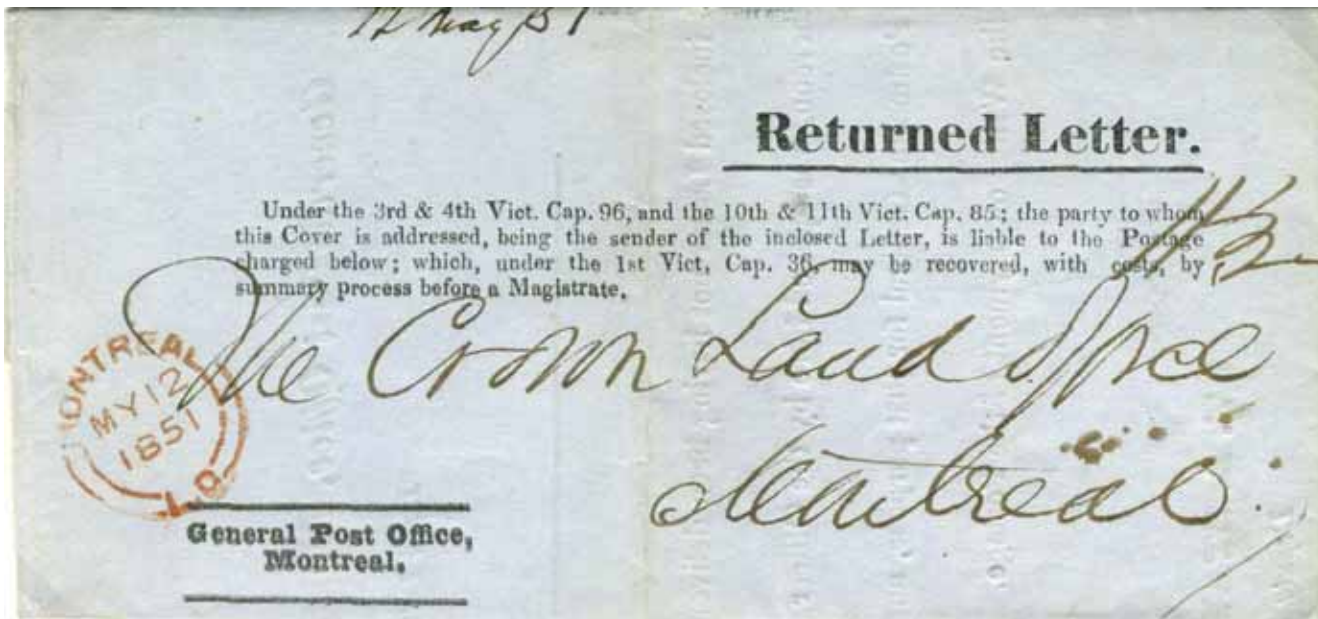 12 May 51
Returned Letter.
Under the 3rd & 4th Vict. Cap. 96, and the 10th & 11th Vict. Cap. 85; the party to whom
this Cover is addressed, being the sender of the inclosed Letter, is liable to the Postage
charged below; which, under the 1st Vict, Cap. 36, may be recovered, with costs, by
summary process before a Magistrate.
The Crown Land Office
Montreal
MONTREAL
MY 12
1851
L.C.
General Post Office,
Montreal.